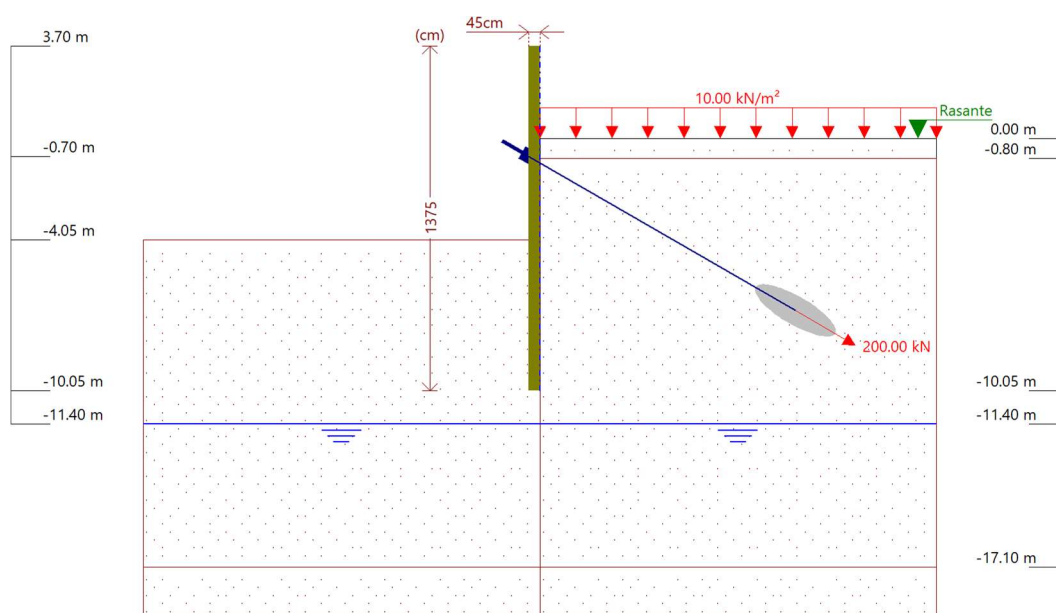 45cm
3.70 m
(cm)
10.00 kN/m²
Rasante
0.00 m
-0.70 m
-0.80 m
1375
-4.05 m
200.00 kN
-10.05 m
-10.05 m
-11.40 m
-11.40 m
-17.10 m